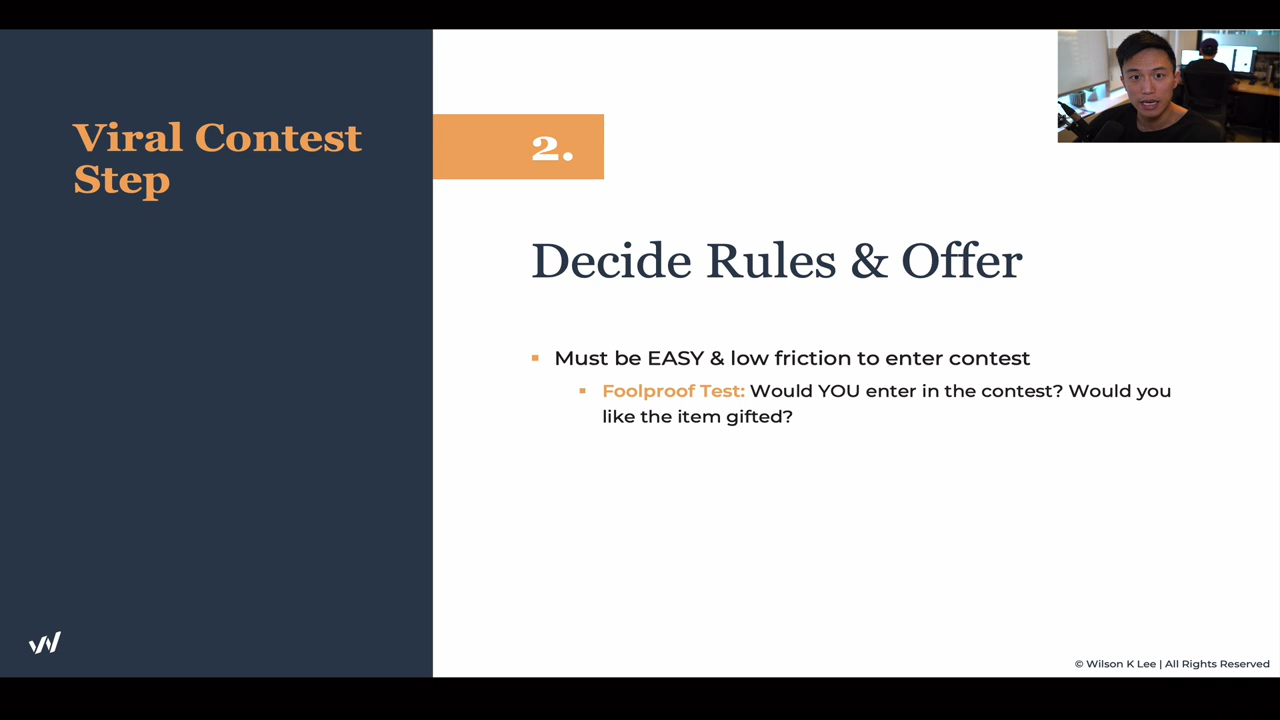 Viral Contest
Step
2.
Decide Rules & Offer
Must be EASY & low friction to enter contest
Foolproof Test: Would YOU enter in the contest? Would you
like the item gifted?
© Wilson K Lee | All Rights Reserved